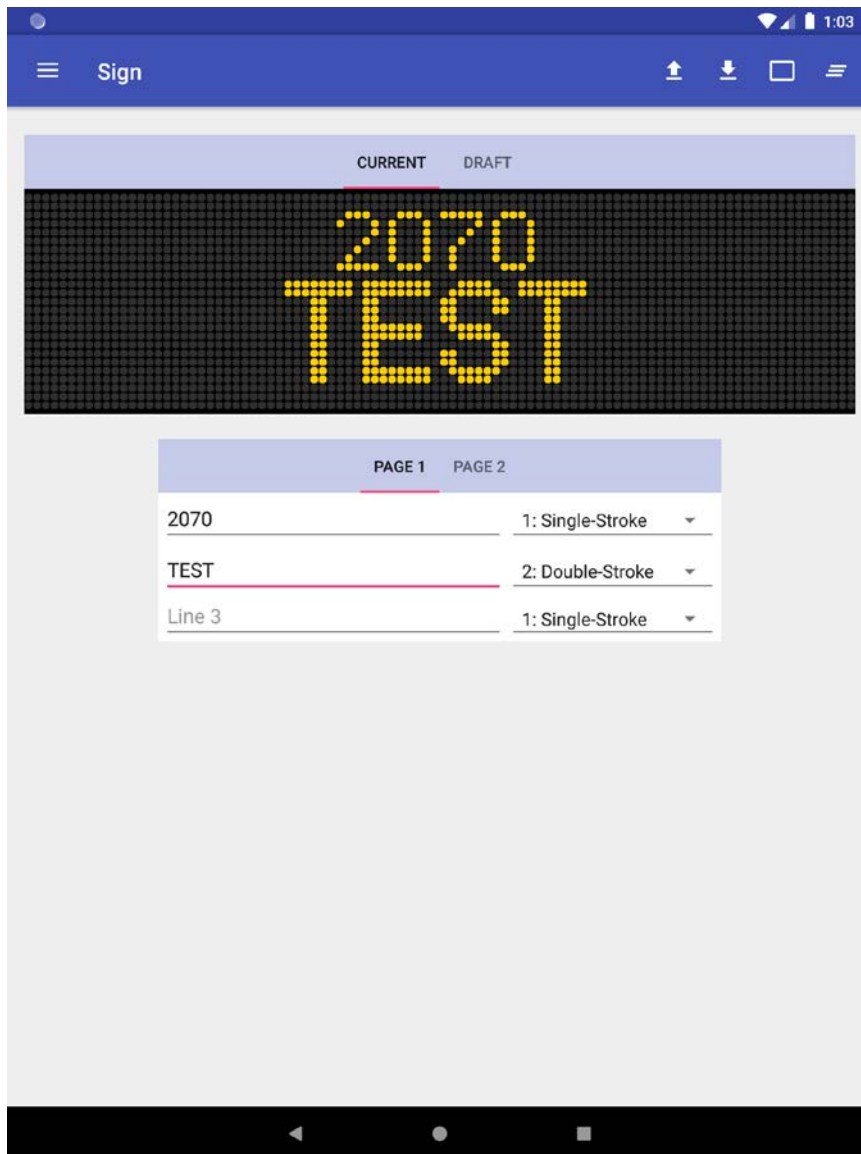 1:03
Sign
CURRENT DRAFT
2070
TEST
PAGE 1 PAGE 2
2070 1: Single-Stroke
TEST 2: Double-Stroke
Line 3 1: Single-Stroke